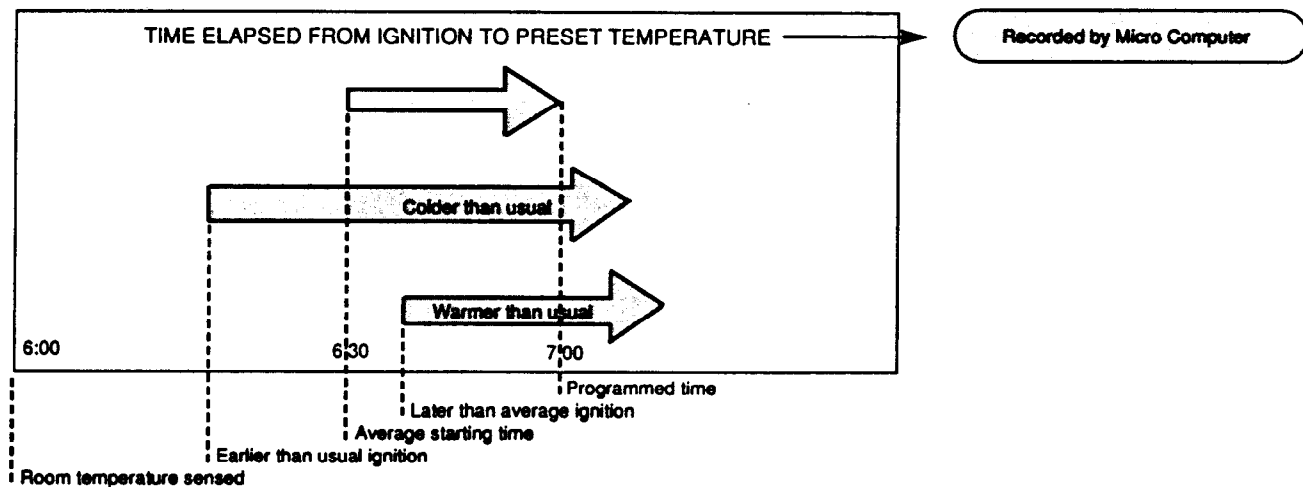 TIME ELAPSED FROM IGNITION TO PRESET TEMPERATURE
Recorded by Micro Computer
Colder than usual
Warmer than usual
6:00
6:30
7:00
Programmed time
Later than average ignition
Average starting time
Earlier than usual ignition
Room temperature sensed